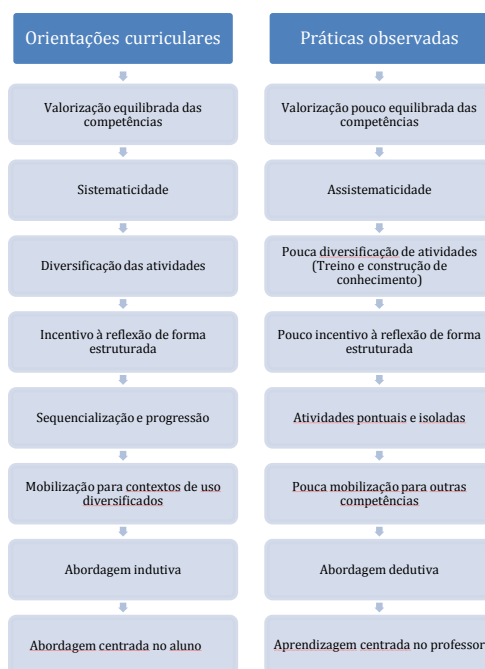 Orientações curriculares
Valorização equilibrada das
competências
Sistematicidade
Diversificação das atividades
Incentivo à reflexão de forma
estruturada
Sequencialização e progressão
Mobilização para contextos de uso
diversificados
Abordagem indutiva
Abordagem centrada no aluno
Práticas observadas
Valorização pouco equilibrada das
competências
Assistematicidade
Pouca diversificação de atividades
(Treino e construção de
conhecimento)
Pouco incentivo à reflexão de forma
estruturada
Atividades pontuais e isoladas
Pouca mobilização para outras
competências
Abordagem dedutiva
Aprendizagem centrada no professor